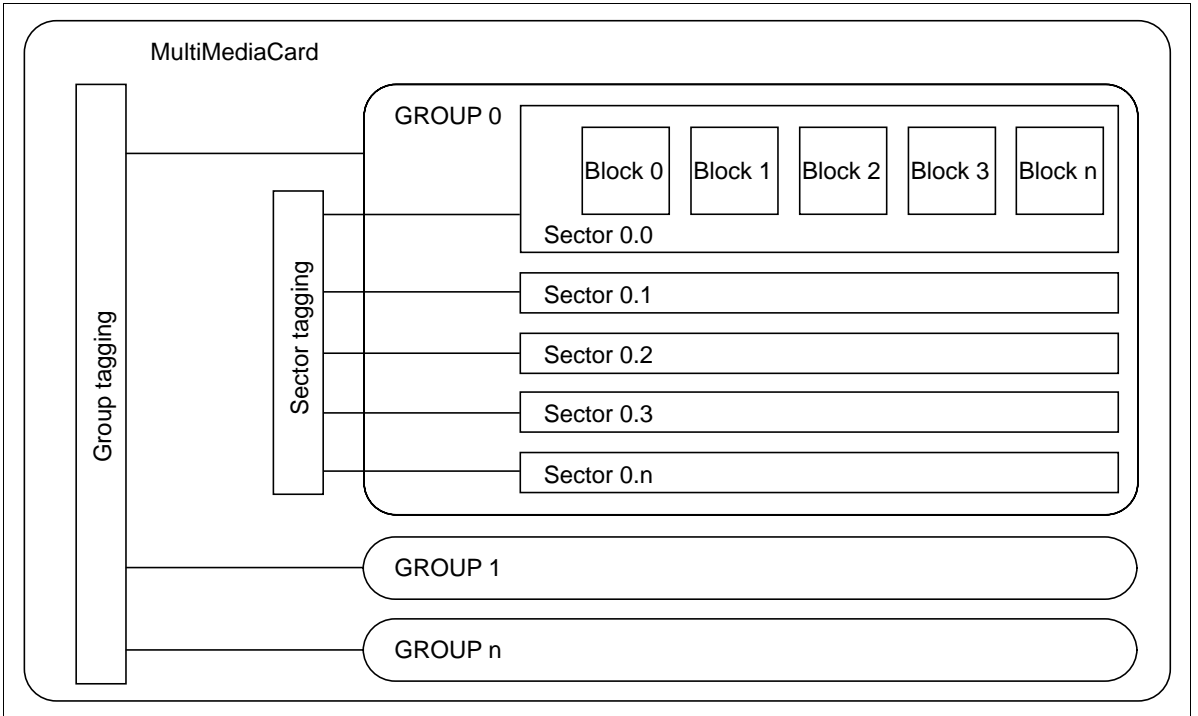 MultiMediaCard
Group tagging
Sector tagging
GROUP 0
Block 0
Block 1
Block 2
Block 3
Block n
Sector 0.0
Sector 0.1
Sector 0.2
Sector 0.3
Sector 0.n
GROUP 1
GROUP n